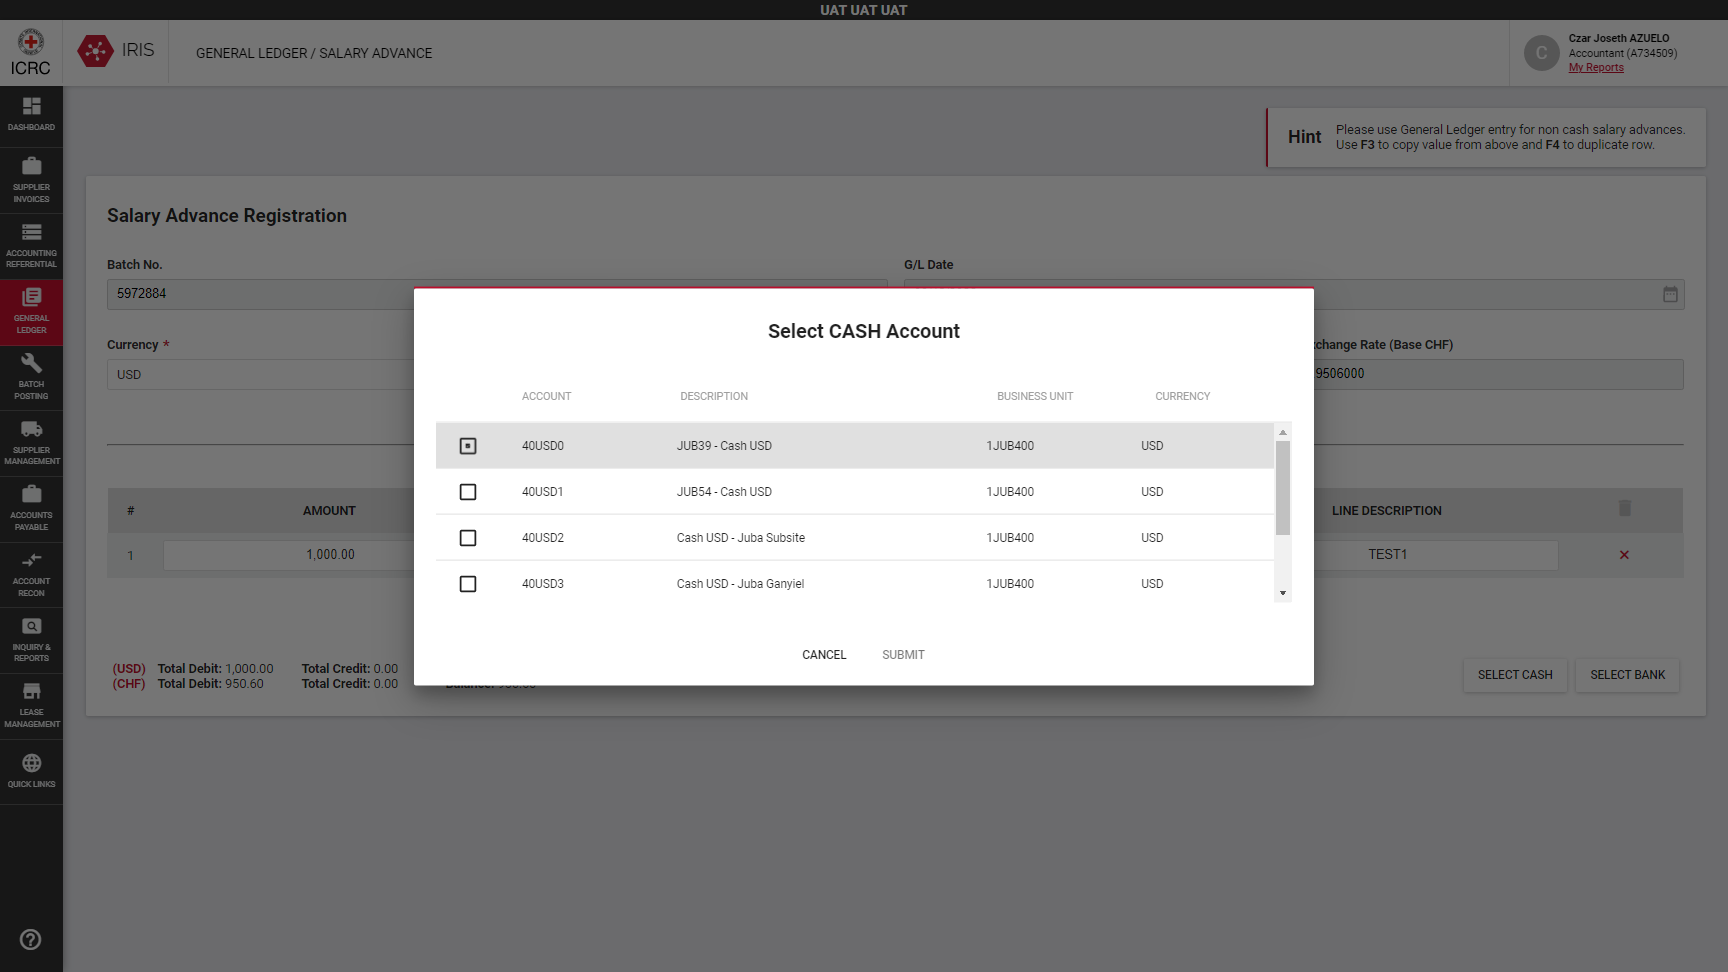 UAT UAT UAT
ICRC
IRIS
GENERAL LEDGER / SALARY ADVANCE
C
Czar Joseth AZUELO
Accountant (A734509)
My Reports
DASHBOARD
SUPPLIER
INVOICES
ACCOUNTING
REFERENTIAL
GENERAL
LEDGER
BATCH
POSTING
SUPPLIER
MANAGEMENT
ACCOUNTS
PAYABLE
ACCOUNT
RECON
INQUIRY &
REPORTS
LEASE
MANAGEMENT
QUICK LINKS
Hint
Please use General Ledger entry for non cash salary advances.
Use F3 to copy value from above and F4 to duplicate row.
Salary Advance Registration
Batch No.
5972884
G/L Date
Currency *
USD
change Rate (Base CHF)
9506000
# AMOUNT LINE DESCRIPTION
1 1,000.00 TEST1
Select CASH Account
ACCOUNT DESCRIPTION BUSINESS UNIT CURRENCY
40USD0 JUB39 - Cash USD 1JUB400 USD
40USD1 JUB54 - Cash USD 1JUB400 USD
40USD2 Cash USD - Juba Subsite 1JUB400 USD
40USD3 Cash USD - Juba Ganyiel 1JUB400 USD
CANCEL SUBMIT
(USD) Total Debit: 1,000.00 Total Credit: 0.00
(CHF) Total Debit: 950.60 Total Credit: 0.00
SELECT CASH SELECT BANK